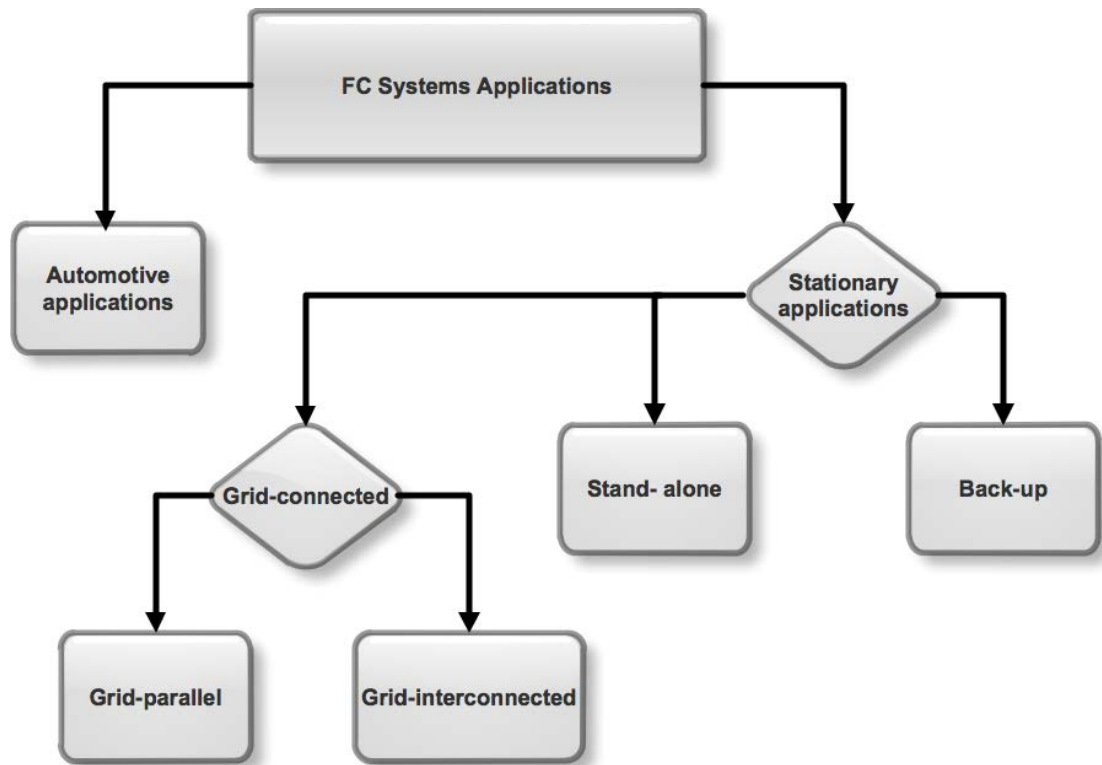 FC Systems Applications
Automotive
applications
Stationary
applications
Grid-connected
Stand- alone
Back-up
Grid-parallel
Grid-interconnected